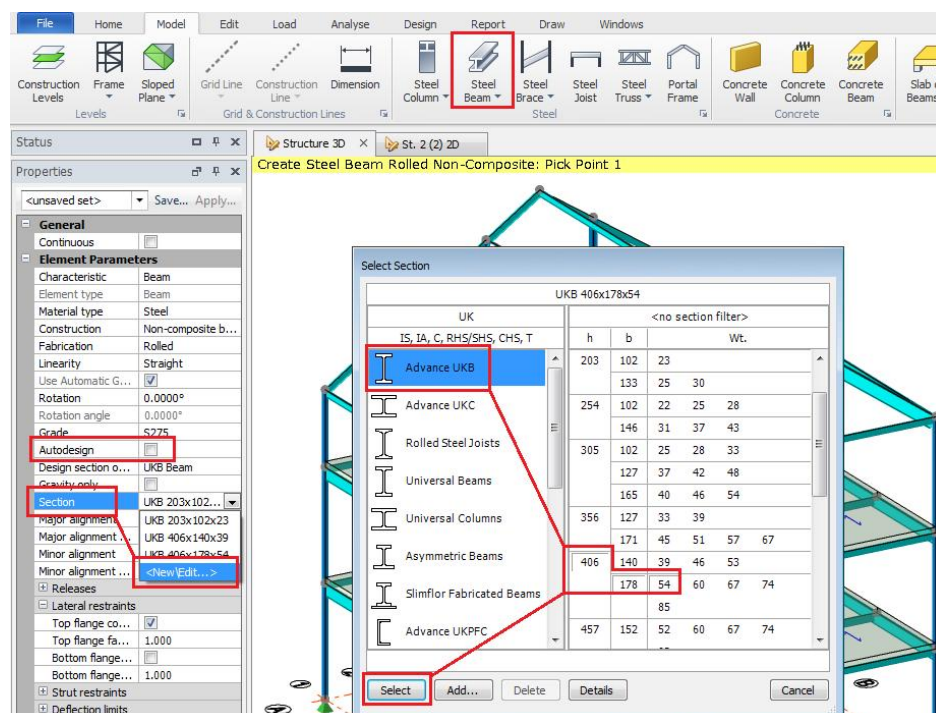 File Home Model Edit Load Analyse Design Report Draw Windows
Construction Levels Frame Sloped Plane Grid Line Construction Line Dimension Steel Column Steel Beam Steel Brace Steel Joist Steel Truss Portal Frame Concrete Wall Concrete Column Concrete Beam Slab Beams
Levels Grid & Construction Lines Steel Concrete
Status Structure 3D St. 2 (2) 2D
Create Steel Beam Rolled Non-Composite: Pick Point 1
Properties
<unsaved set> Save... Apply...
General
Continuous
Element Parameters
Characteristic Beam
Element type Beam
Material type Steel
Construction Non-composite b...
Fabrication Rolled
Linearity Straight
Use Automatic G...
Rotation 0.0000°
Rotation angle 0.0000°
Grade S275
Autodesign
Design section o... UKB Beam
Gravity only
Section UKB 203x102...
Major alignment UKB 203x102x23
Major alignment ... UKB 406x140x39
Minor alignment UKB 406x178x54
Minor alignment ... <New\Edit...>
Releases
Lateral restraints
Top flange co...
Top flange fa... 1.000
Bottom flange...
Bottom flange... 1.000
Strut restraints
Deflection limits
Select Section
UKB 406x178x54
UK <no section filter>
IS, IA, C, RHS/SHS, CHS, T h b Wt.
Advance UKB
Advance UKC
Rolled Steel Joists
Universal Beams
Universal Columns
Asymmetric Beams
Slimflor Fabricated Beams
Advance UKPFC
203 102 23
133 25 30
254 102 22 25 28
146 31 37 43
305 102 25 28 33
127 37 42 48
165 40 46 54
356 127 33 39
171 45 51 57 67
406 140 39 46 53
178 54 60 67 74
85
457 152 52 60 67 74
Select Add... Delete Details Cancel